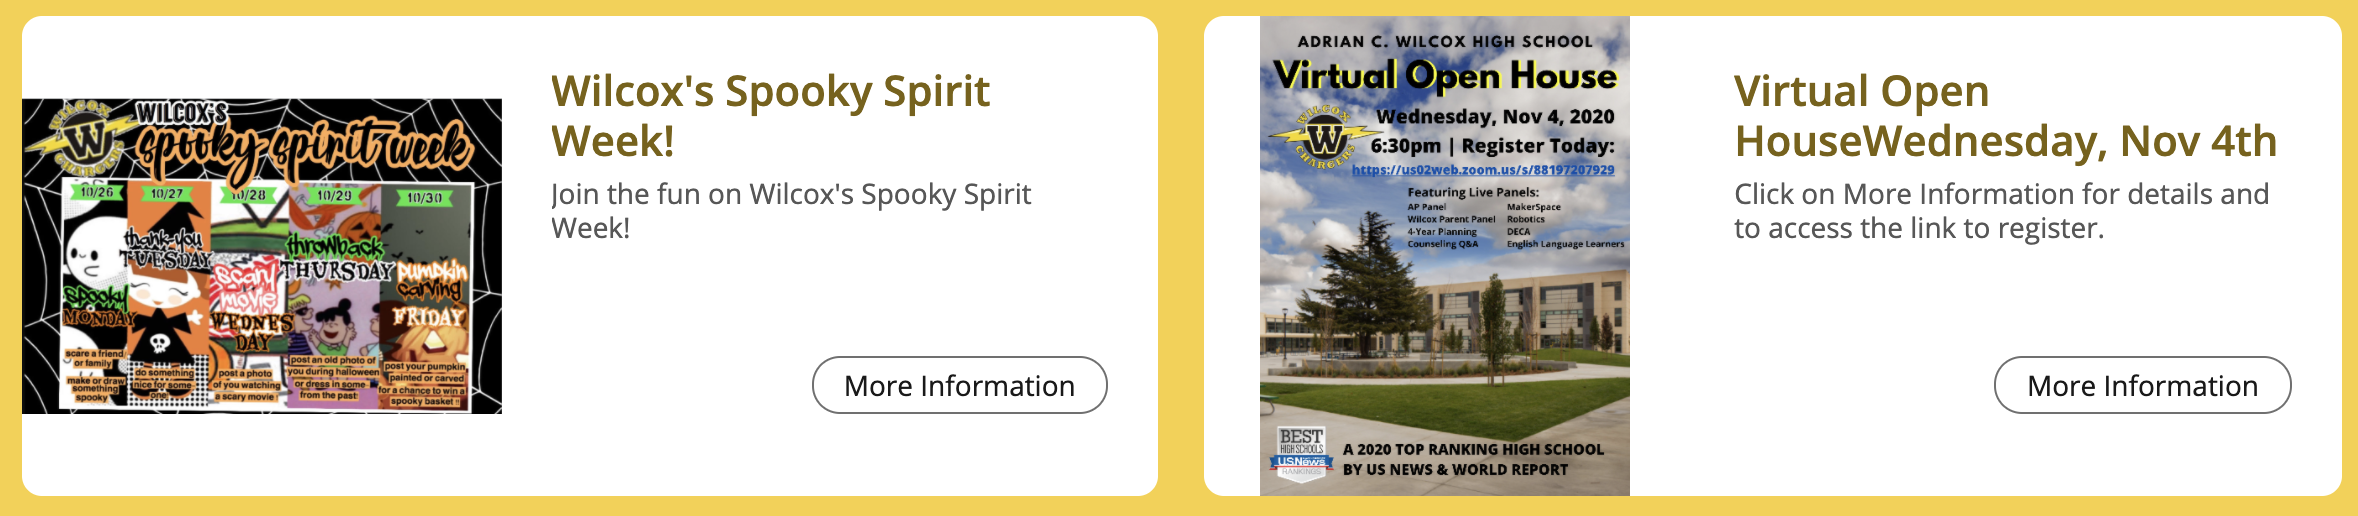 WILCOX
W
CHARGERS
WILCOX'S
spooky spirit week
10/26
10/27
10/28
10/29
10/30
spooky
MONDAY
scare a friend
or family
make or draw
something
spooky
thank-you
TUESDAY
do something
nice for some-
one
scary
movie
WEDNES
DAY
post a photo
of you watching
a scary movie!
throwback
THURSDAY
post an old photo of
you during halloween
or dress in some
from the past
pumpkin
carving
FRIDAY
post your pumpkin,
painted or carved
for a chance to win a
spooky basket !!
Wilcox's Spooky Spirit
Week!
Join the fun on Wilcox's Spooky Spirit
Week!
More Information
ADRIAN C. WILCOX HIGH SCHOOL
Virtual Open House
WILCOX
W
CHARGERS
Wednesday, Nov 4, 2020
6:30pm | Register Today:
https://us02web.zoom.us/s/88197207929
Featuring Live Panels:
AP Panel MakerSpace
Wilcox Parent Panel Robotics
4-Year Planning DECA
Counseling Q&A English Language Learners
BEST
HIGH SCHOOLS
U.S.News
RANKINGS
A 2020 TOP RANKING HIGH SCHOOL
BY US NEWS & WORLD REPORT
Virtual Open
HouseWednesday, Nov 4th
Click on More Information for details and
to access the link to register.
More Information